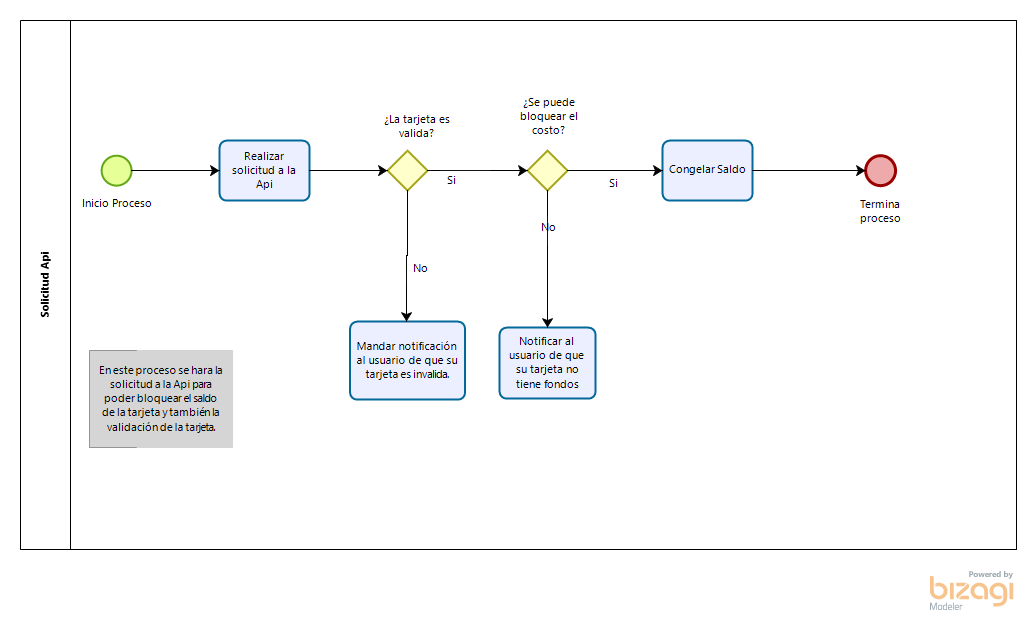 Solicitud Api
¿La tarjeta es
valida?
¿Se puede
bloquear el
costo?
Inicio Proceso
Realizar
solicitud a la
Api
Si
Si
Congelar Saldo
Termina
proceso
No
No
Mandar notificación
al usuario de que su
tarjeta es invalida.
Notificar al
usuario de que
su tarjeta no
tiene fondos
En este proceso se hara la
solicitud a la Api para
poder bloquear el saldo
de la tarjeta y también la
validación de la tarjeta.
Powered by
bizagi
Modeler